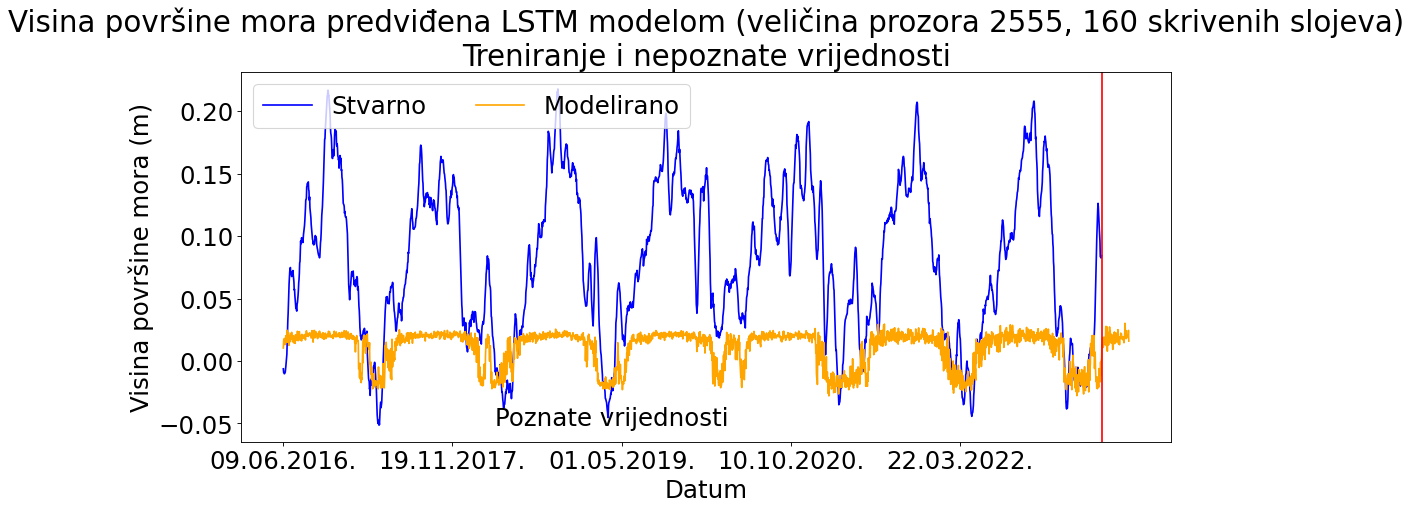 Visina površine mora predviđena LSTM modelom (veličina prozora 2555, 160 skrivenih slojeva)
Treniranje i nepoznate vrijednosti
Stvarno
Modelirano
Visina površine mora (m)
0.20
0.15
0.10
0.05
0.00
−0.05
Poznate vrijednosti
09.06.2016.
19.11.2017.
01.05.2019.
10.10.2020.
22.03.2022.
Datum